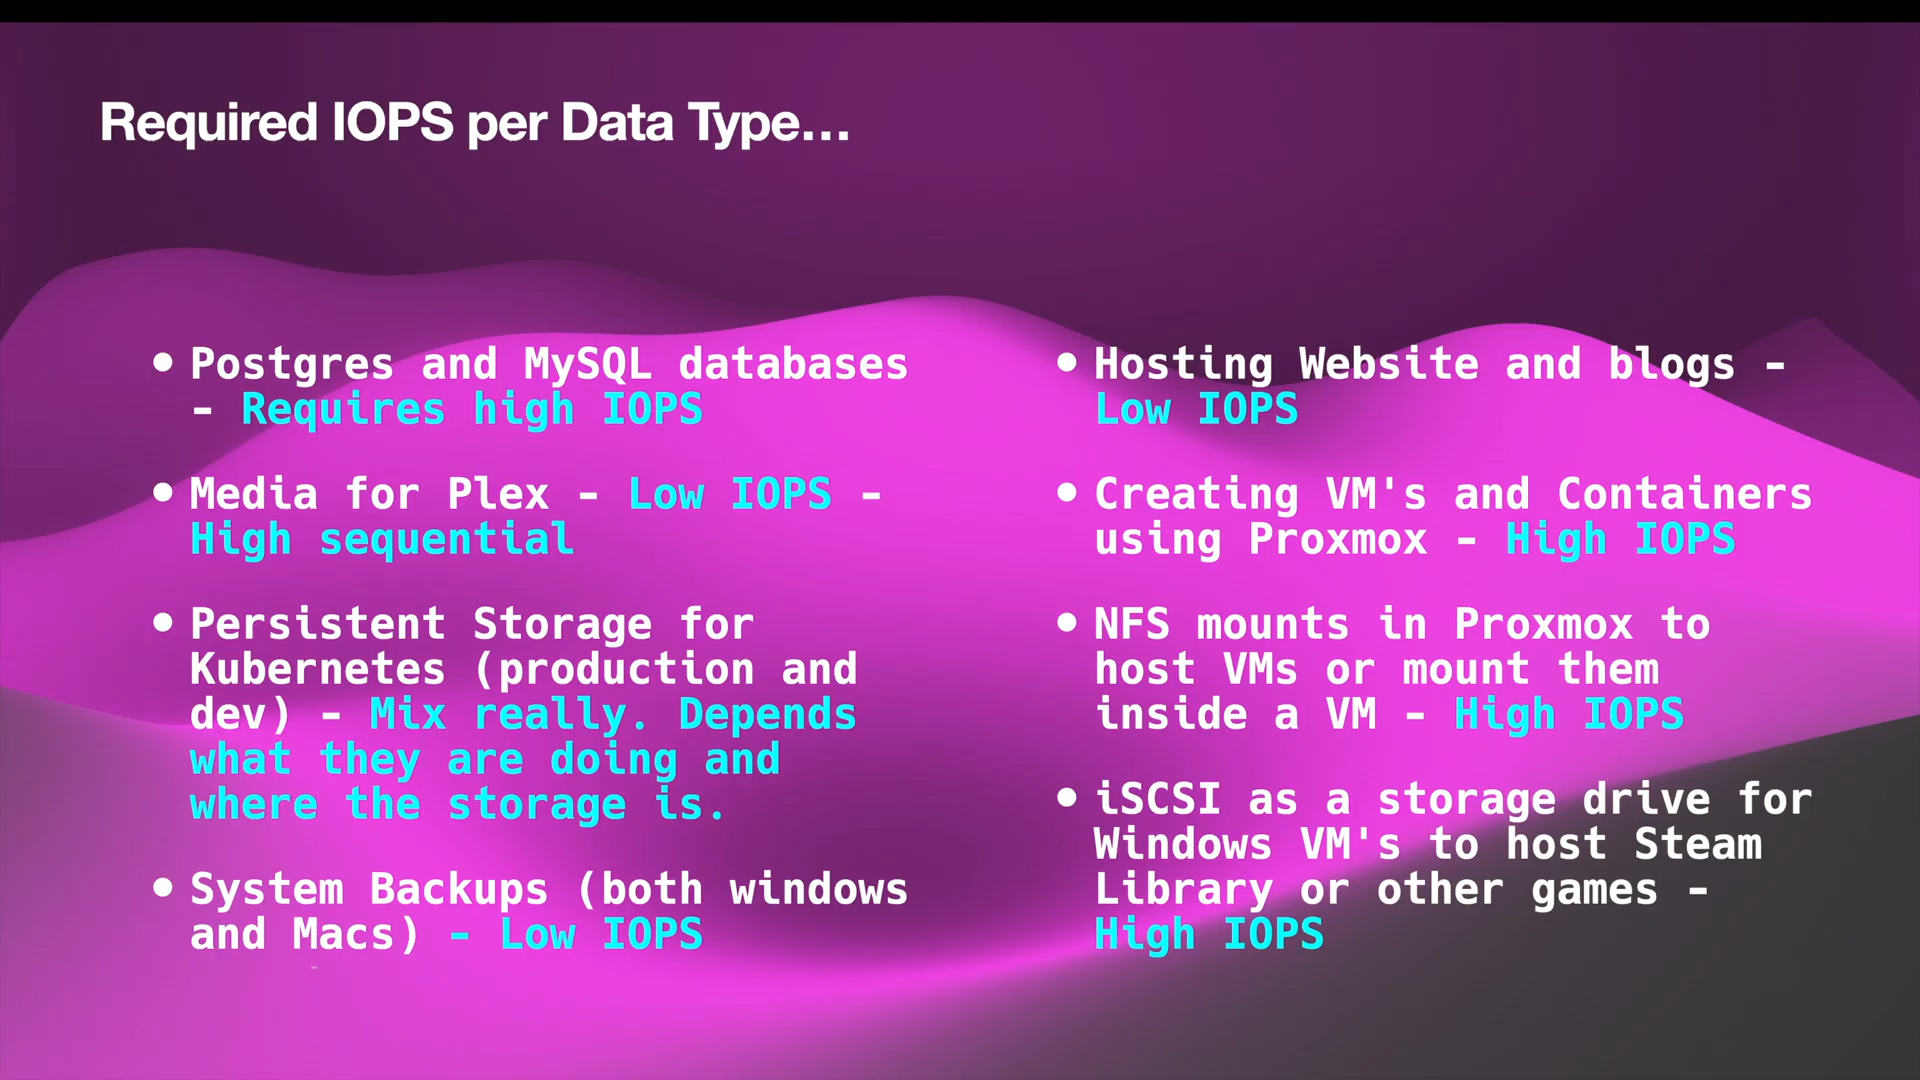 Required IOPS per Data Type...
• Postgres and MySQL databases
- Requires high IOPS
• Media for Plex - Low IOPS -
High sequential
• Persistent Storage for
Kubernetes (production and
dev) - Mix really. Depends
what they are doing and
where the storage is.
• System Backups (both windows
and Macs) - Low IOPS
• Hosting Website and blogs -
Low IOPS
• Creating VM's and Containers
using Proxmox - High IOPS
• NFS mounts in Proxmox to
host VMs or mount them
inside a VM - High IOPS
• iSCSI as a storage drive for
Windows VM's to host Steam
Library or other games -
High IOPS